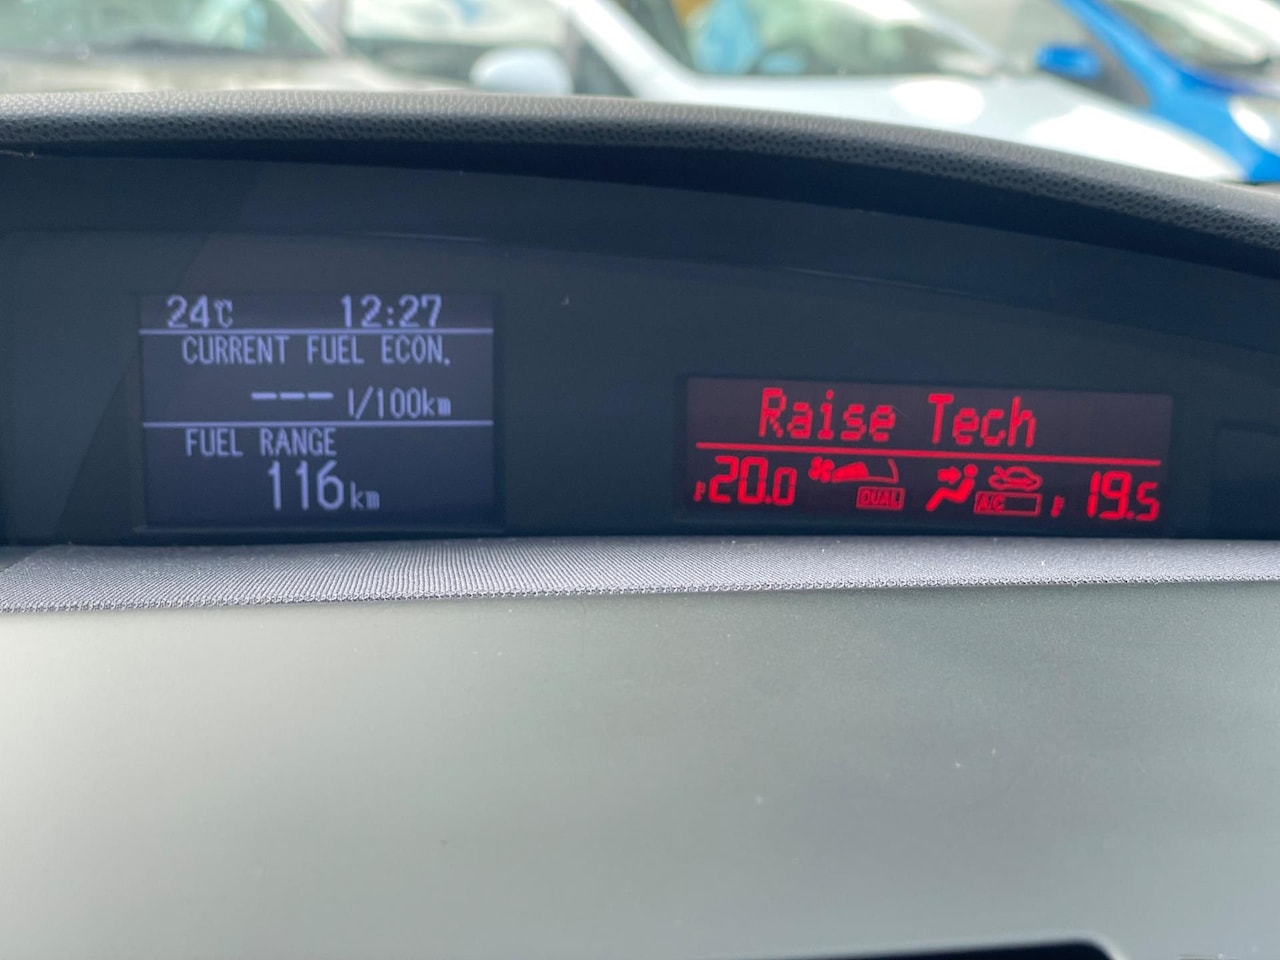 24℃ 12:27
CURRENT FUEL ECON.
--- l/100km
FUEL RANGE
116km
Raise Tech
20.0 DUAL A/C 19.5